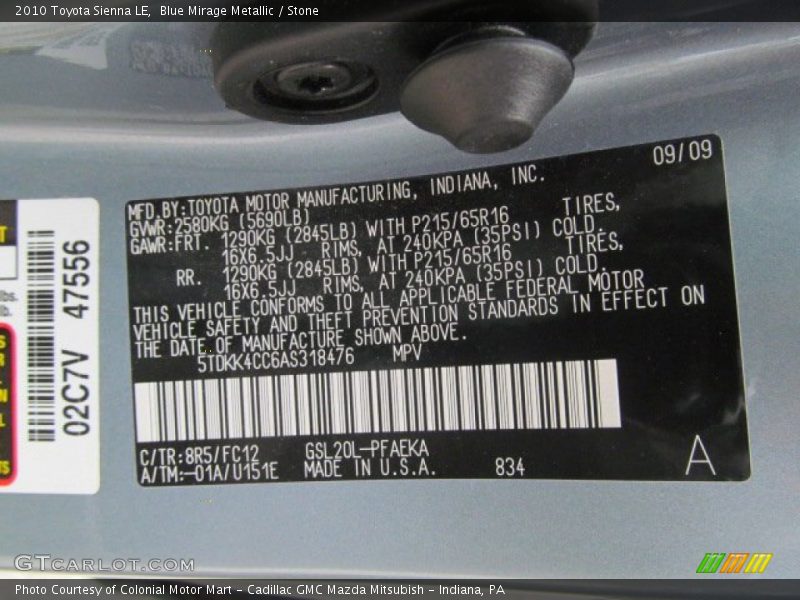 2010 Toyota Sienna LE, Blue Mirage Metallic / Stone
09/09
MFD.BY:TOYOTA MOTOR MANUFACTURING, INDIANA, INC.
GVWR:2580KG (5690LB)
GAWR:FRT. 1290KG (2845LB) WITH P215/65R16 TIRES,
16X6.5JJ RIMS, AT 240KPA (35PSI) COLD.
RR. 1290KG (2845LB) WITH P215/65R16 TIRES,
16X6.5JJ RIMS, AT 240KPA (35PSI) COLD.
THIS VEHICLE CONFORMS TO ALL APPLICABLE FEDERAL MOTOR
VEHICLE SAFETY AND THEFT PREVENTION STANDARDS IN EFFECT ON
THE DATE OF MANUFACTURE SHOWN ABOVE.
5TDKK4CC6AS318476 MPV
C/TR:8R5/FC12 GSL20L-PFAEKA
A/TM:-01A/U151E MADE IN U.S.A. 834
A
02C7V 47556
GTCarLot.com
Photo Courtesy of Colonial Motor Mart - Cadillac GMC Mazda Mitsubish - Indiana, PA